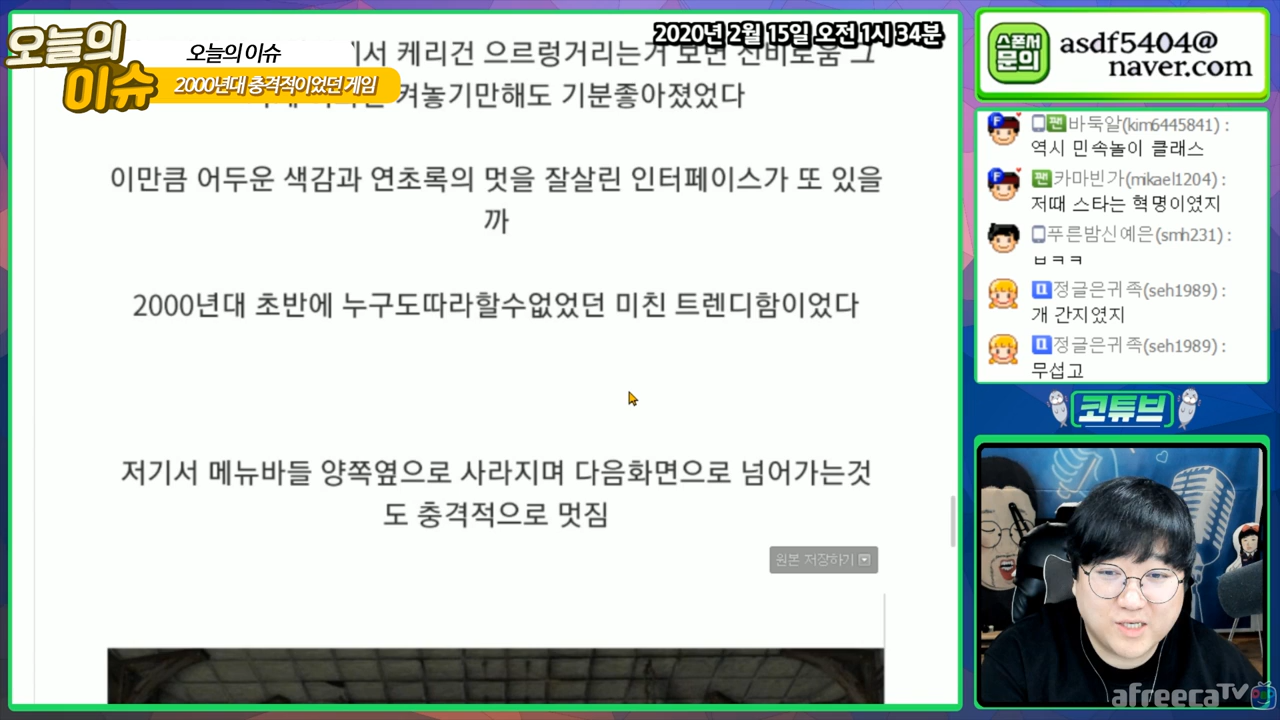 오늘의
이슈
오늘의 이슈
2000년대 충격적이었던 게임
2020년 2월 15일 오전 1시 34분
서 케리건 으르렁거리는거 보면 신비로움 그
켜놓기만해도 기분좋아졌었다
이만큼 어두운 색감과 연초록의 멋을 잘살린 인터페이스가 또 있을
까
2000년대 초반에 누구도따라할수없었던 미친 트렌디함이었다
저기서 메뉴바들 양쪽옆으로 사라지며 다음화면으로 넘어가는것
도 충격적으로 멋짐
원본 저장하기
스폰서
문의
asdf5404@
naver.com
팬 바둑알(kim6445841) :
역시 민속놀이 클래스
팬 카마빈가(mikael1204) :
저때 스타는 혁명이였지
푸른밤신예은(smh231) :
ㅂㅋㅋ
정글은귀족(seh1989) :
개 간지였지
정글은귀족(seh1989) :
무섭고
코튜브
afreecaTV